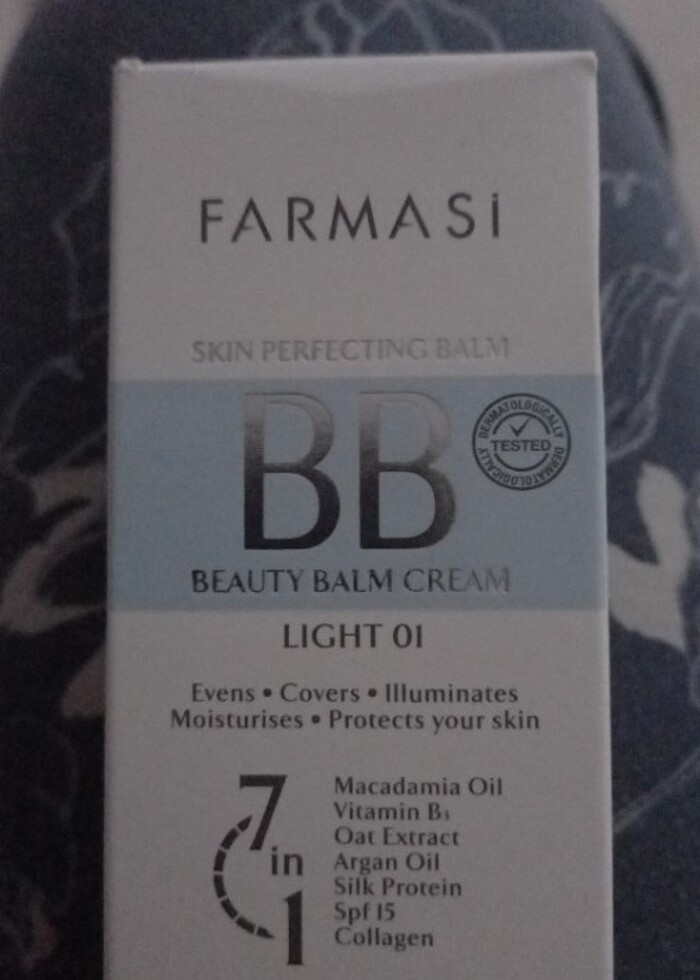 FARMASİ
SKIN PERFECTING BALM
BB
DERMATOLOGICALLY
TESTED
DERMATOLOGICALLY
BEAUTY BALM CREAM
LIGHT 01
Evens • Covers • Illuminates
Moisturises • Protects your skin
7
in
1
Macadamia Oil
Vitamin B₃
Oat Extract
Argan Oil
Silk Protein
Spf 15
Collagen